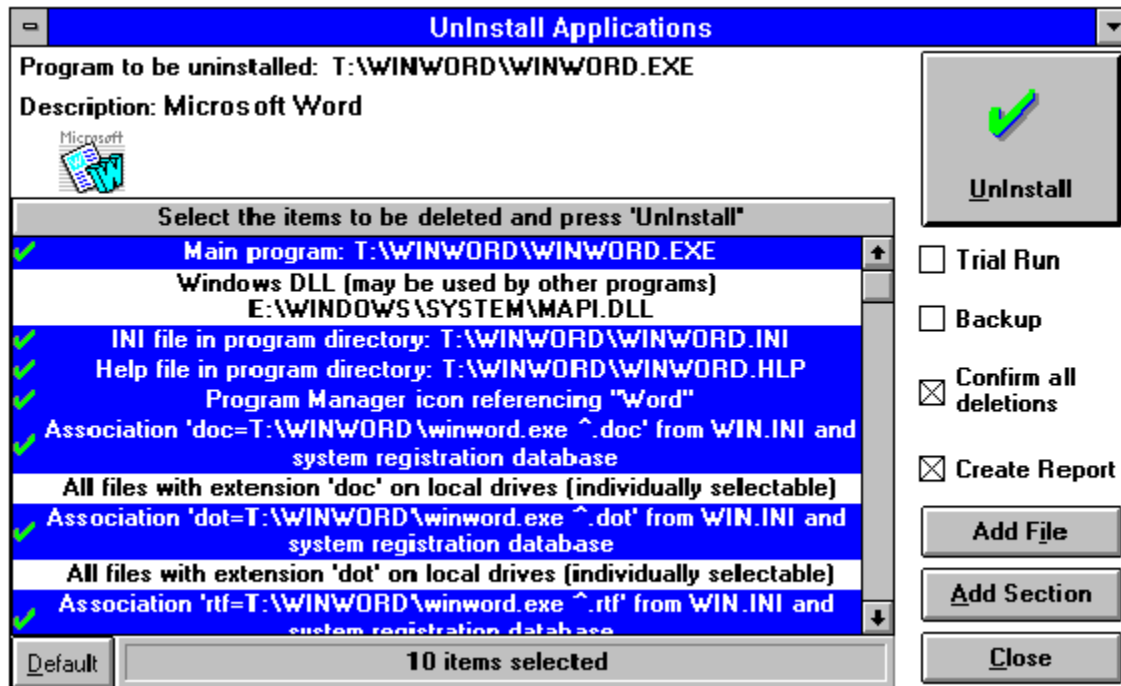 UnInstall Applications
Program to be uninstalled: T:\WINWORD\WINWORD.EXE
Description: Microsoft Word
Microsoft
W
W
UnInstall
Select the items to be deleted and press 'UnInstall'
Main program: T:\WINWORD\WINWORD.EXE
Windows DLL (may be used by other programs)
E:\WINDOWS\SYSTEM\MAPI.DLL
INI file in program directory: T:\WINWORD\WINWORD.INI
Help file in program directory: T:\WINWORD\WINWORD.HLP
Program Manager icon referencing "Word"
Association 'doc=T:\WINWORD\winword.exe ^.doc' from WIN.INI and
system registration database
All files with extension 'doc' on local drives (individually selectable)
Association 'dot=T:\WINWORD\winword.exe ^.dot' from WIN.INI and
system registration database
All files with extension 'dot' on local drives (individually selectable)
Association 'rtf=T:\WINWORD\winword.exe ^.rtf' from WIN.INI and
system registration database
Trial Run
Backup
Confirm all
deletions
Create Report
Add File
Add Section
Default
10 items selected
Close